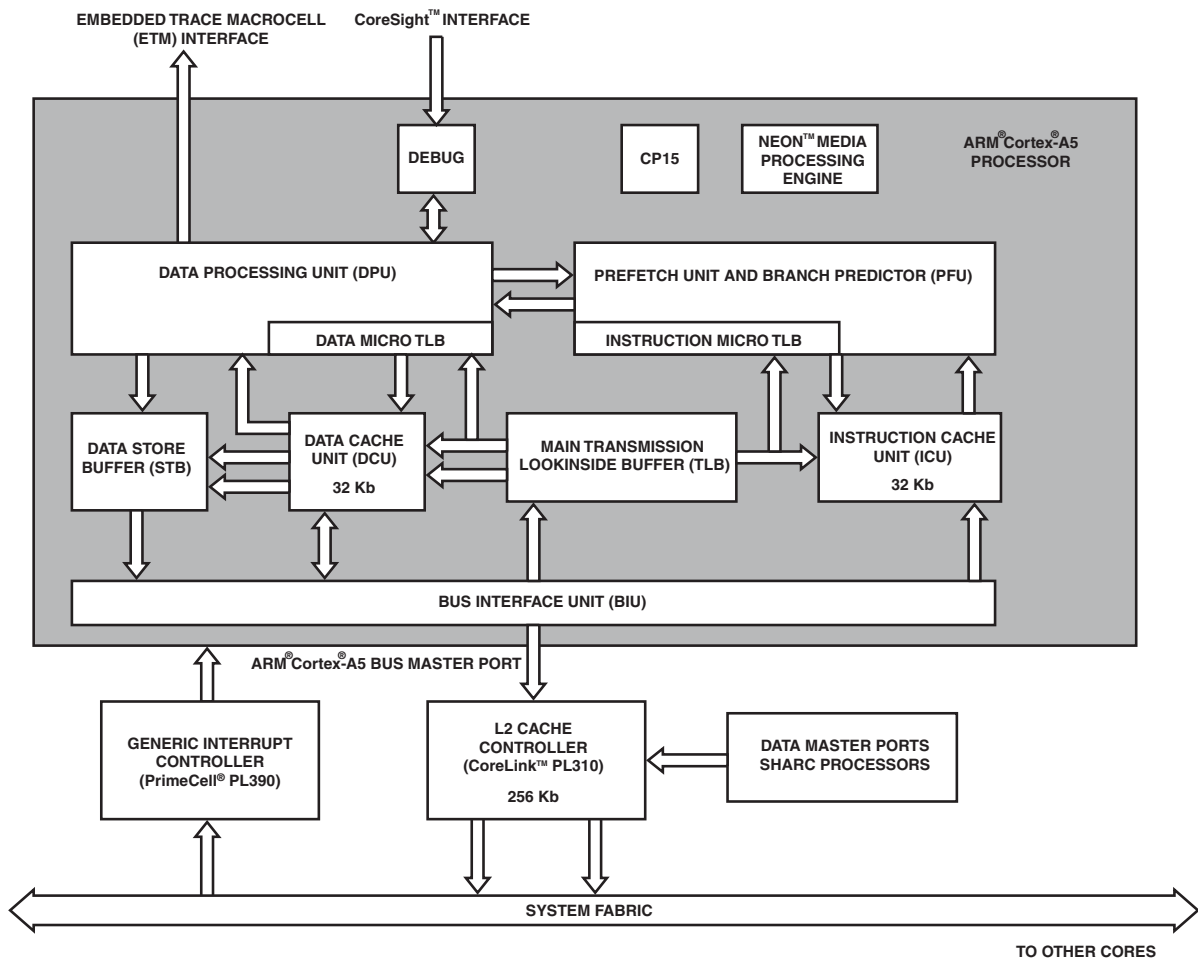 EMBEDDED TRACE MACROCELL
(ETM) INTERFACE
CoreSight™ INTERFACE
DEBUG
CP15
NEON™ MEDIA
PROCESSING
ENGINE
ARM®Cortex®-A5
PROCESSOR
DATA PROCESSING UNIT (DPU)
PREFETCH UNIT AND BRANCH PREDICTOR (PFU)
DATA MICRO TLB
INSTRUCTION MICRO TLB
DATA STORE
BUFFER (STB)
DATA CACHE
UNIT (DCU)
32 Kb
MAIN TRANSMISSION
LOOKINSIDE BUFFER (TLB)
INSTRUCTION CACHE
UNIT (ICU)
32 Kb
BUS INTERFACE UNIT (BIU)
ARM®Cortex®-A5 BUS MASTER PORT
GENERIC INTERRUPT
CONTROLLER
(PrimeCell® PL390)
L2 CACHE
CONTROLLER
(CoreLink™ PL310)
256 Kb
DATA MASTER PORTS
SHARC PROCESSORS
SYSTEM FABRIC
TO OTHER CORES